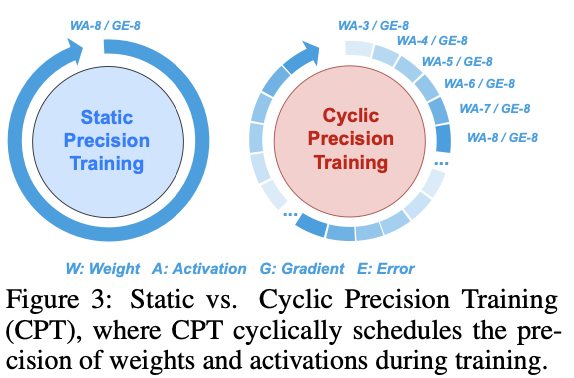 WA-8 / GE-8
Static
Precision
Training
WA-3 / GE-8
WA-4 / GE-8
WA-5 / GE-8
WA-6 / GE-8
WA-7 / GE-8
WA-8 / GE-8
...
Cyclic
Precision
Training
...
W: Weight A: Activation G: Gradient E: Error
Figure 3: Static vs. Cyclic Precision Training
(CPT), where CPT cyclically schedules the pre-
cision of weights and activations during training.